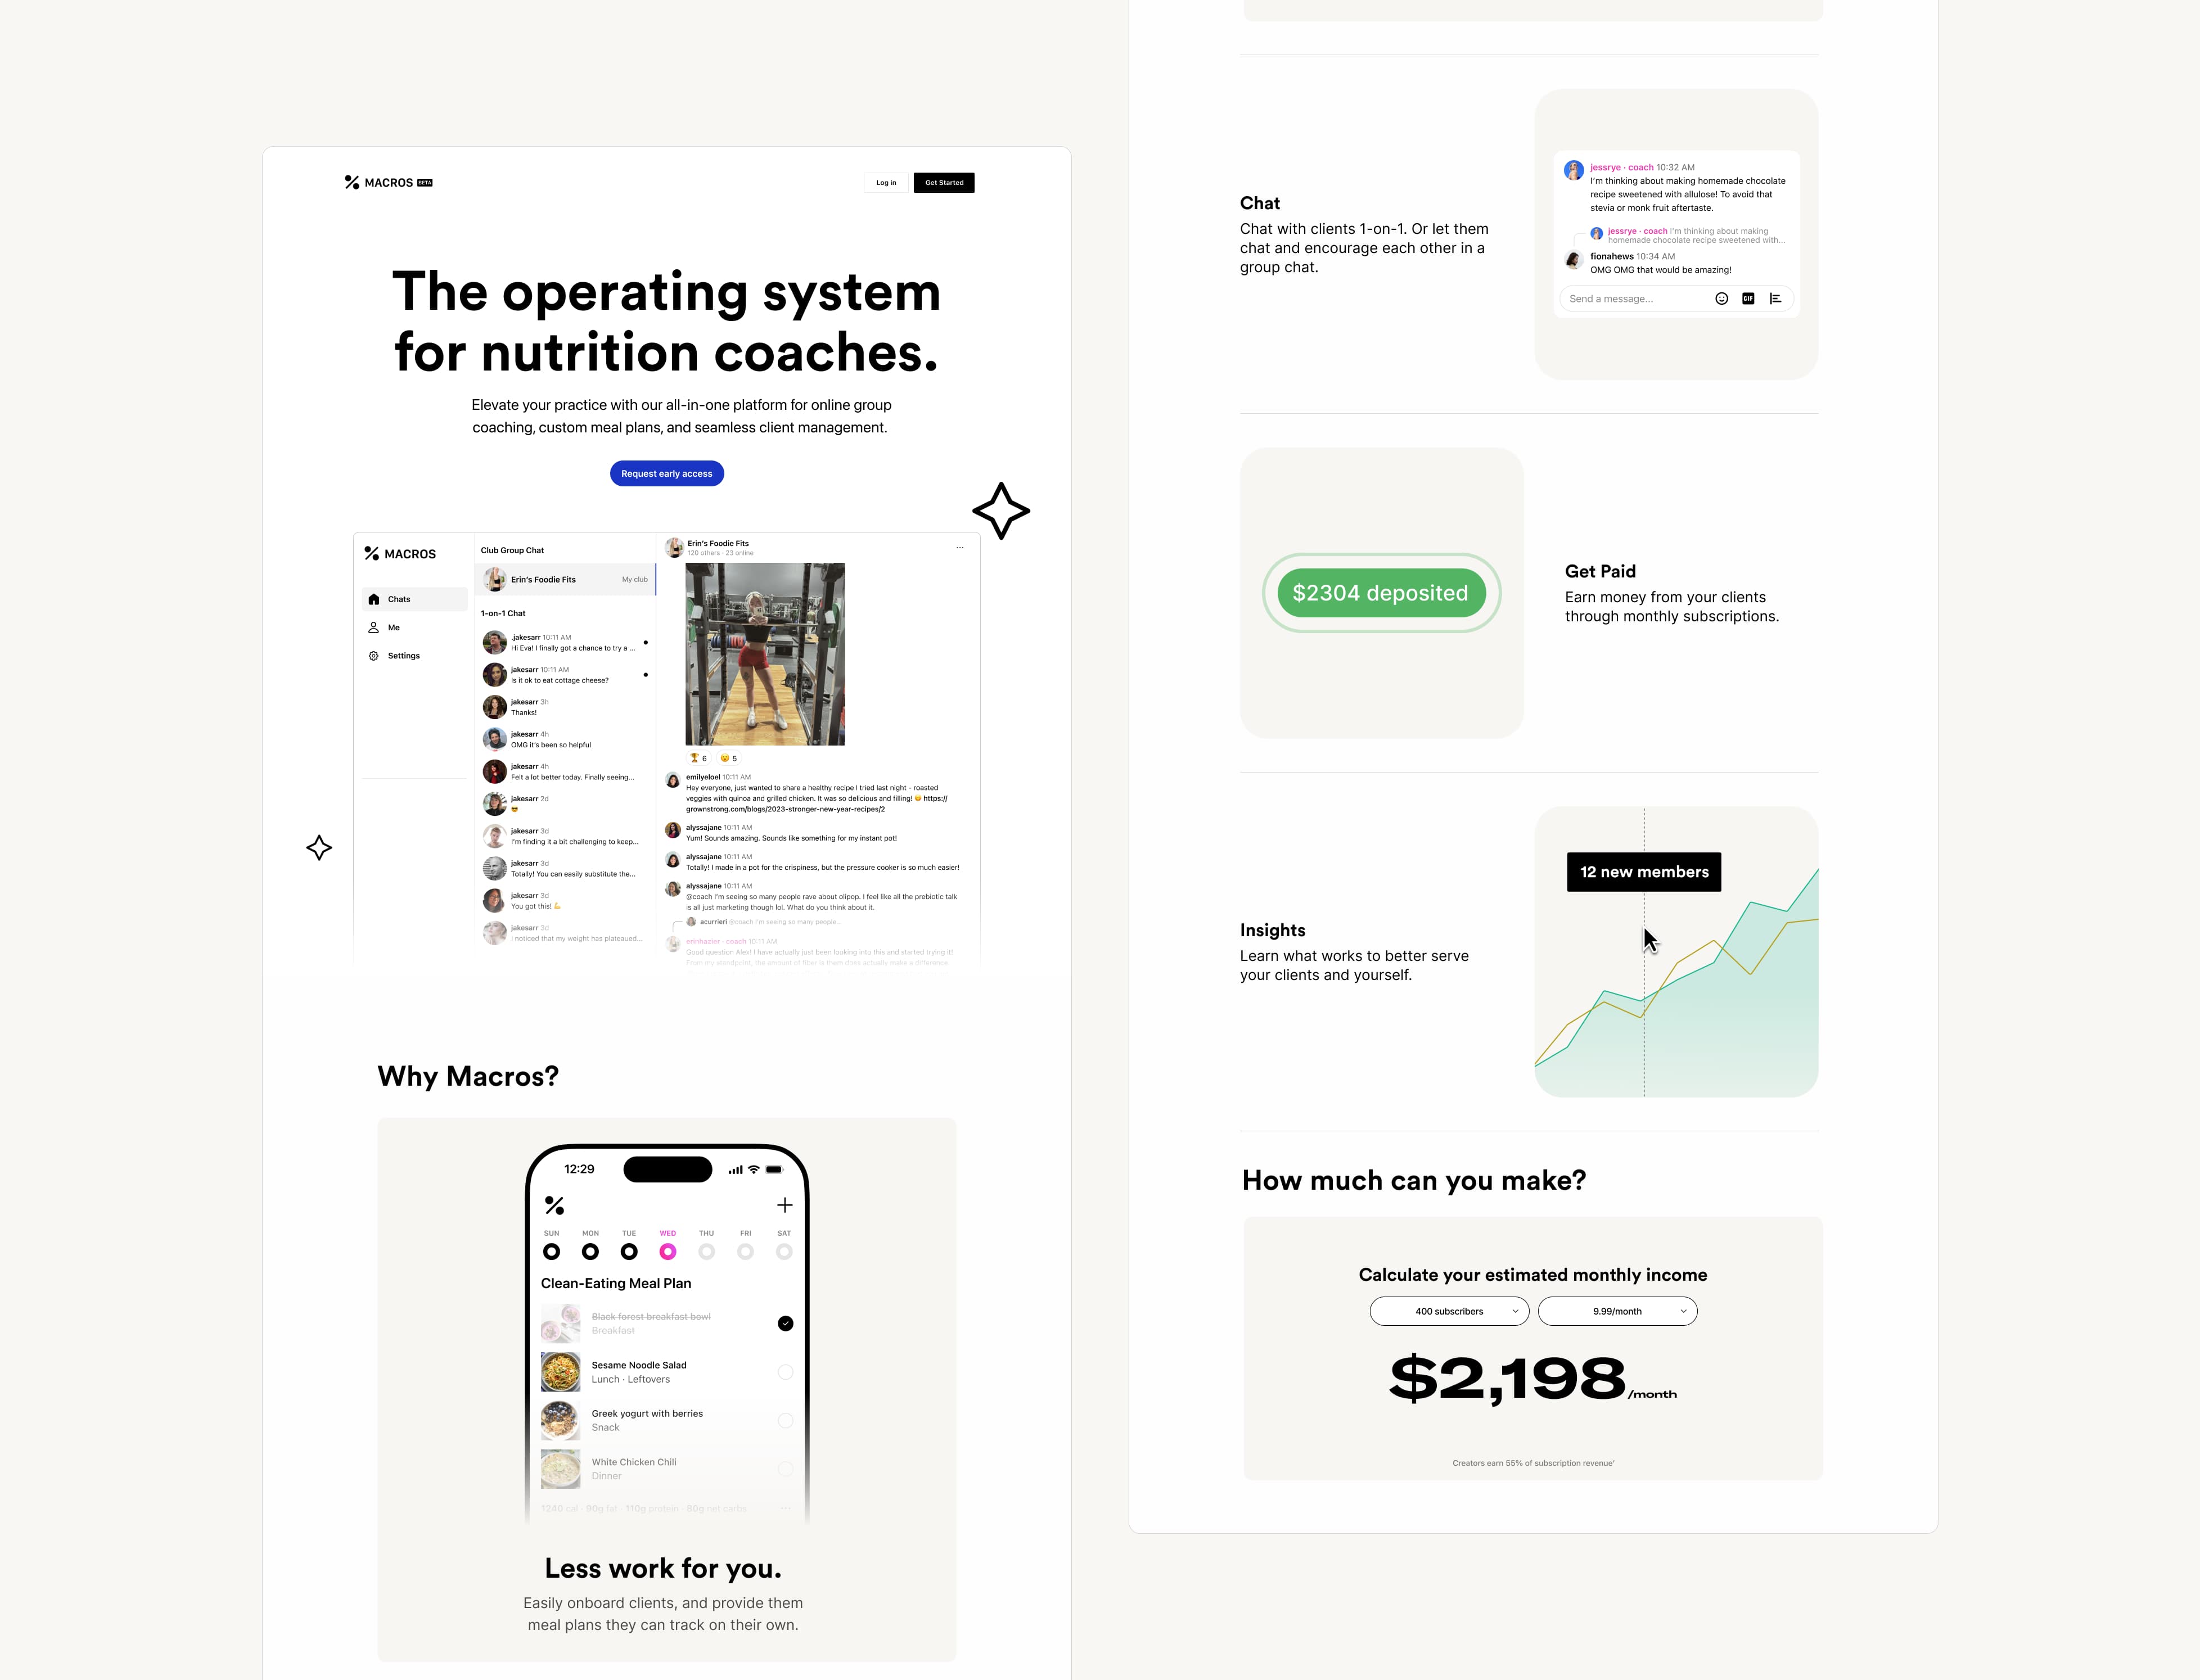 MACROS BETA
Log in
Get Started
The operating system
for nutrition coaches.
Elevate your practice with our all-in-one platform for online group
coaching, custom meal plans, and seamless client management.
Request early access
MACROS
Chats
Me
Settings
Club Group Chat
Erin's Foodie Fits
My club
1-on-1 Chat
.jakesarr 10:11 AM
Hi Eva! I finally got a chance to try a ...
jakesarr 10:11 AM
Is it ok to eat cottage cheese?
jakesarr 3h
Thanks!
jakesarr 4h
OMG it's been so helpful
jakesarr 4h
Felt a lot better today. Finally seeing...
jakesarr 2d
😎
jakesarr 3d
I'm finding it a bit challenging to keep...
jakesarr 3d
Totally! You can easily substitute the...
jakesarr 3d
You got this! 💪
jakesarr 3d
I noticed that my weight has plateaued...
Erin's Foodie Fits
120 others · 23 online
...
🏆 6
😻 5
emilyeloel 10:11 AM
Hey everyone, just wanted to share a healthy recipe I tried last night - roasted
veggies with quinoa and grilled chicken. It was so delicious and filling! 😋 https://
grownstrong.com/blogs/2023-stronger-new-year-recipes/2
alyssajane 10:11 AM
Yum! Sounds amazing. Sounds like something for my instant pot!
alyssajane 10:11 AM
Totally! I made in a pot for the crispiness, but the pressure cooker is so much easier!
alyssajane 10:11 AM
@coach I'm seeing so many people rave about olipop. I feel like all the prebiotic talk
is all just marketing though lol. What do you think about it.
acurrieri @coach I'm seeing so many people...
erinhazler · coach 10:11 AM
Good question Alex! I have actually just been looking into this and started trying it!
From my standpoint, the amount of fiber is them does actually make a difference.
Why Macros?
12:29
SUN MON TUE WED THU FRI SAT
Clean-Eating Meal Plan
Black forest breakfast bowl
Breakfast
Sesame Noodle Salad
Lunch · Leftovers
Greek yogurt with berries
Snack
White Chicken Chili
Dinner
1240 cal · 90g fat · 110g protein · 80g net carbs
...
Less work for you.
Easily onboard clients, and provide them
meal plans they can track on their own.
Chat
Chat with clients 1-on-1. Or let them
chat and encourage each other in a
group chat.
jessrye · coach 10:32 AM
I'm thinking about making homemade chocolate
recipe sweetened with allulose! To avoid that
stevia or monk fruit aftertaste.
jessrye · coach I'm thinking about making
homemade chocolate recipe sweetened with...
fionahews 10:34 AM
OMG OMG that would be amazing!
Send a message...
GIF
$2304 deposited
Get Paid
Earn money from your clients
through monthly subscriptions.
Insights
Learn what works to better serve
your clients and yourself.
12 new members
How much can you make?
Calculate your estimated monthly income
400 subscribers
9.99/month
$2,198/month
Creators earn 55% of subscription revenue'